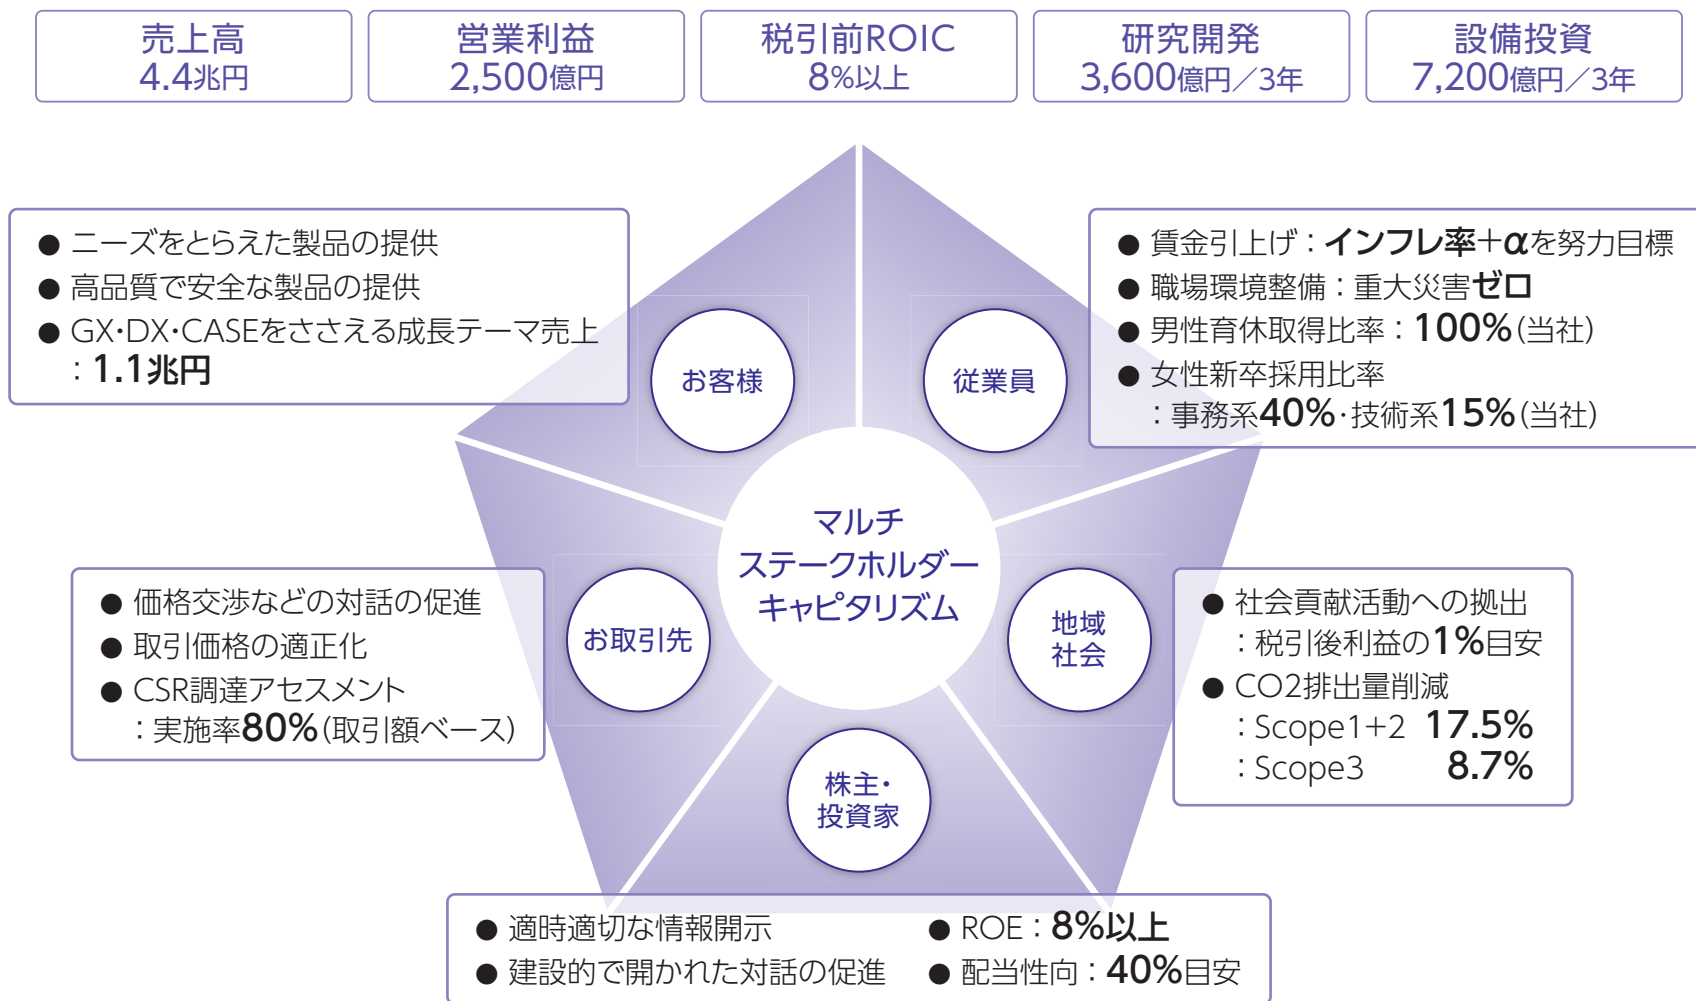 売上高
4.4兆円
営業利益
2,500億円
税引前ROIC
8%以上
研究開発
3,600億円／3年
設備投資
7,200億円／3年
● ニーズをとらえた製品の提供
● 高品質で安全な製品の提供
● GX・DX・CASEをささえる成長テーマ売上
：1.1兆円
お客様
従業員
● 賃金引上げ：インフレ率＋αを努力目標
● 職場環境整備：重大災害ゼロ
● 男性育休取得比率：100%(当社)
● 女性新卒採用比率
：事務系40%・技術系15%(当社)
マルチ
ステークホルダー
キャピタリズム
● 価格交渉などの対話の促進
● 取引価格の適正化
● CSR調達アセスメント
：実施率80%(取引額ベース)
お取引先
地域
社会
● 社会貢献活動への拠出
：税引後利益の1%目安
● CO2排出量削減
：Scope1+2 17.5%
：Scope3 8.7%
株主・
投資家
● 適時適切な情報開示
● 建設的で開かれた対話の促進
● ROE：8%以上
● 配当性向：40%目安